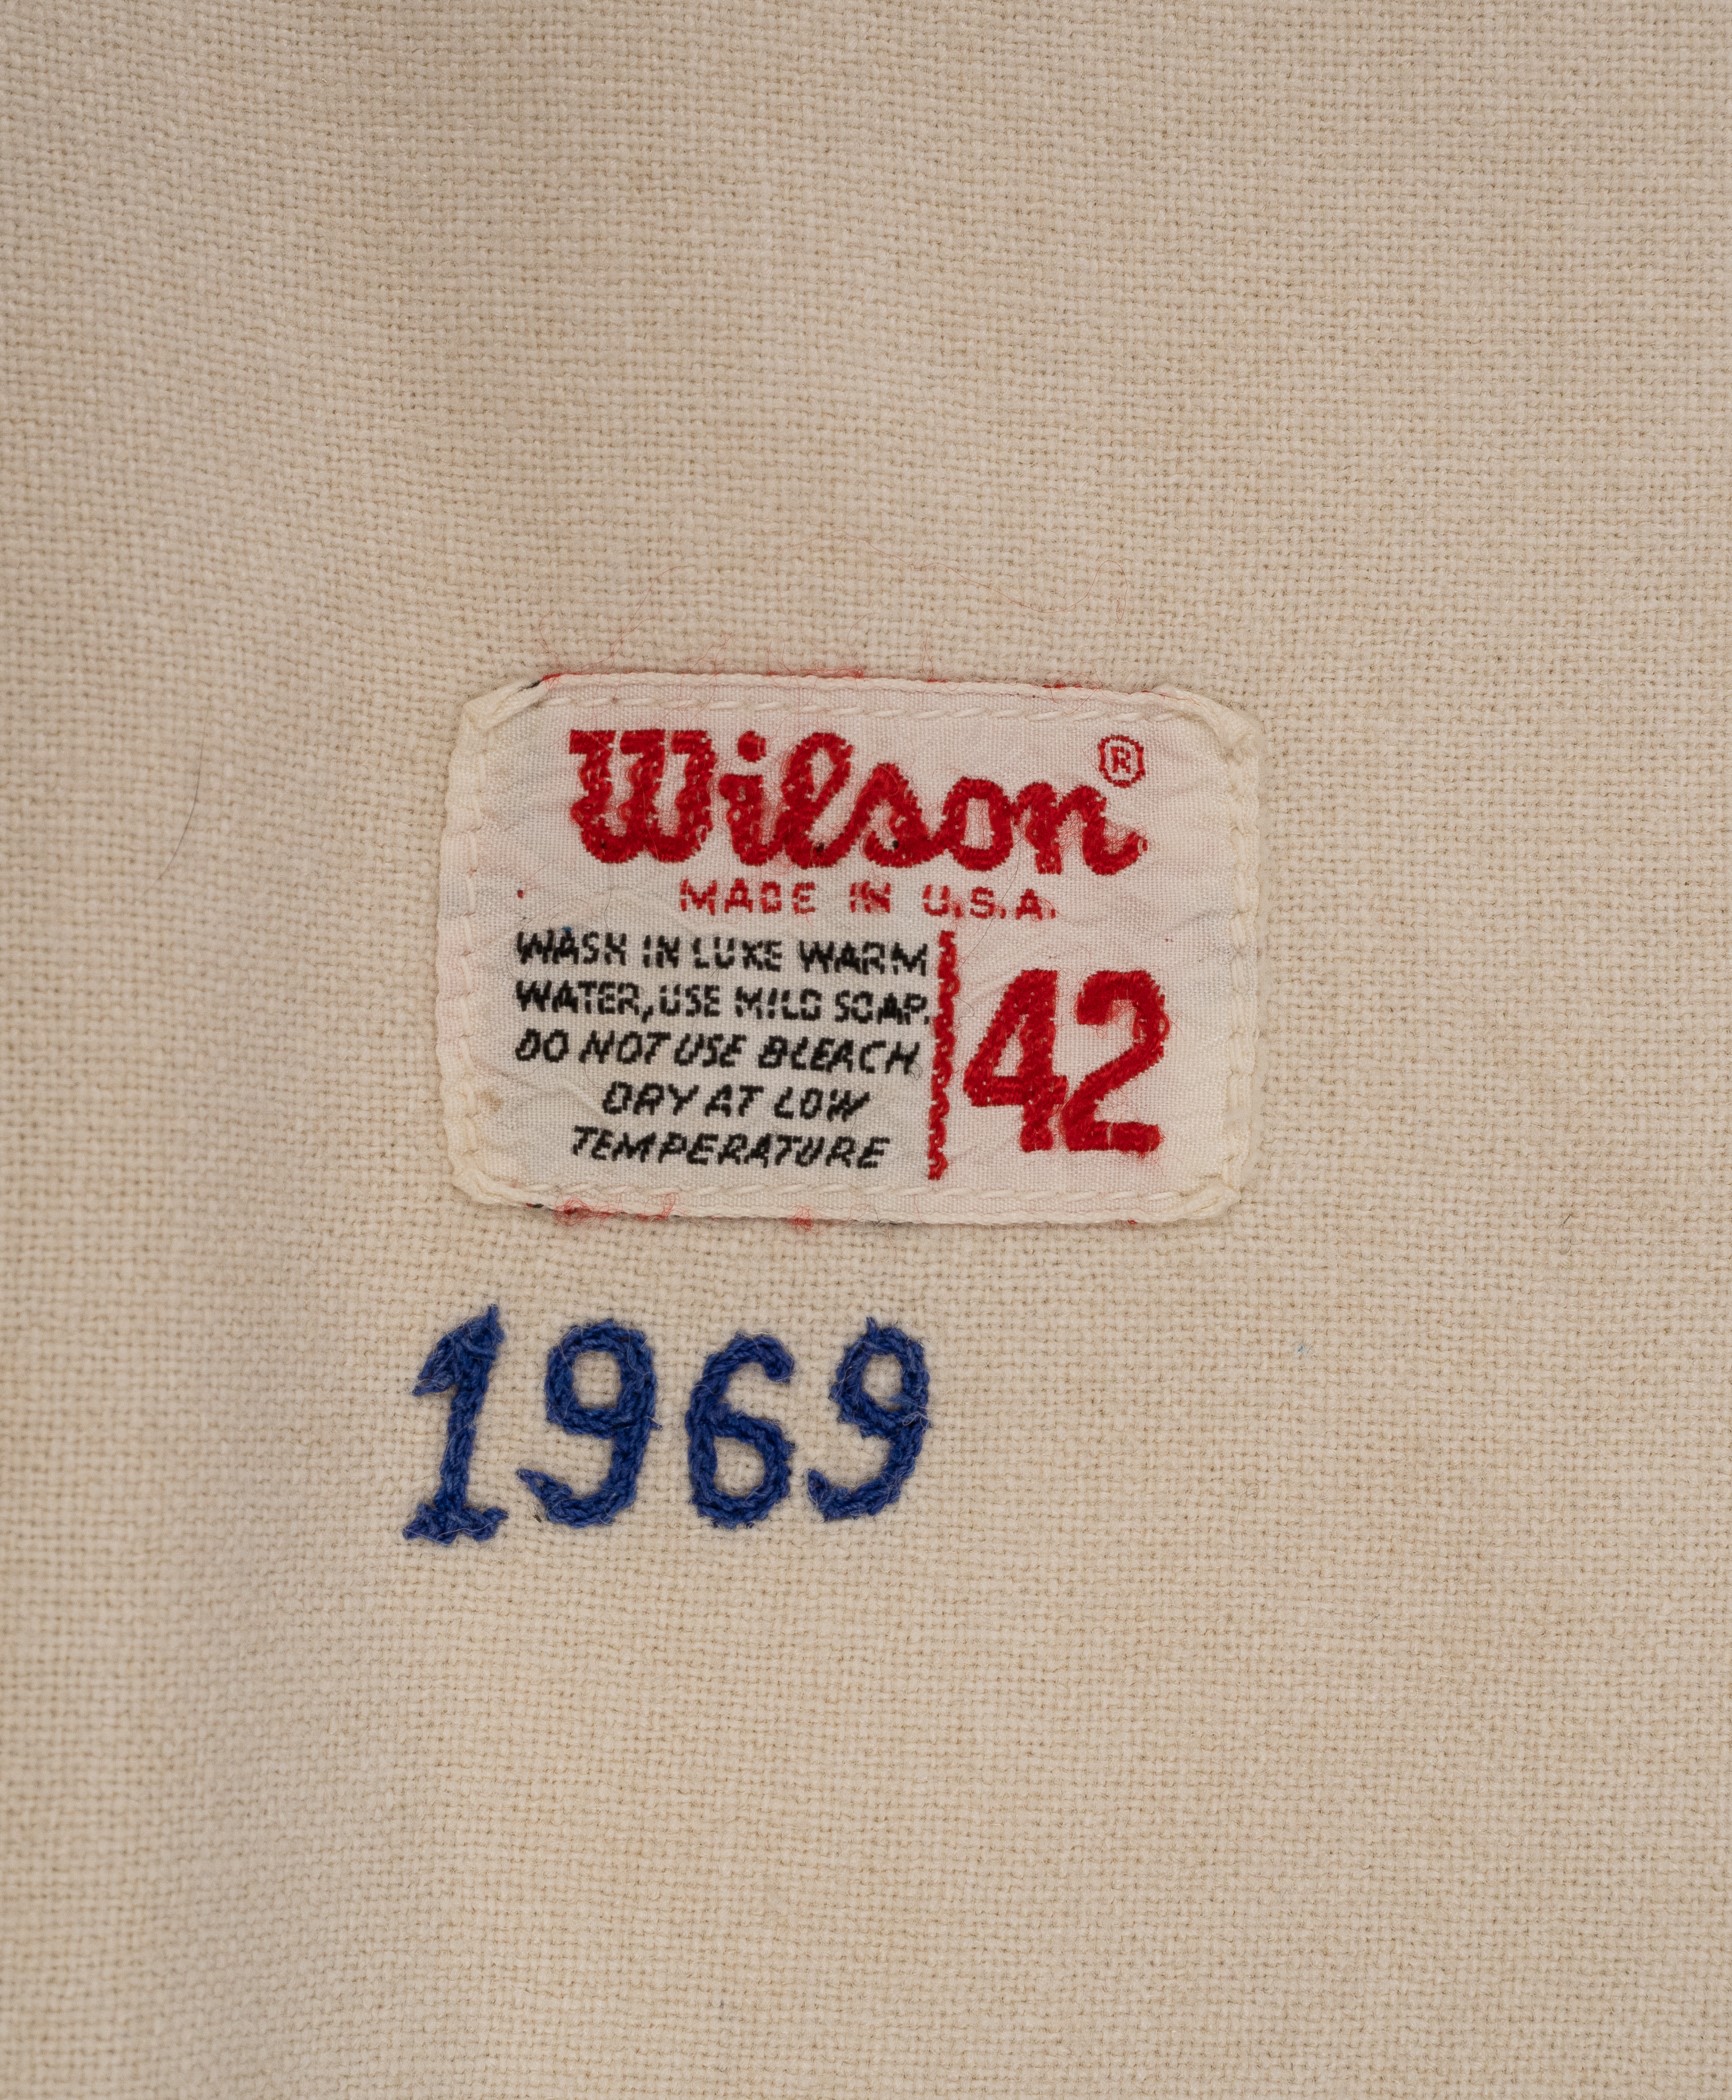 Wilson®
MADE IN U.S.A.
WASH IN LUKE WARM
WATER, USE MILD SOAP.
DO NOT USE BLEACH
DRY AT LOW
TEMPERATURE
42
1969